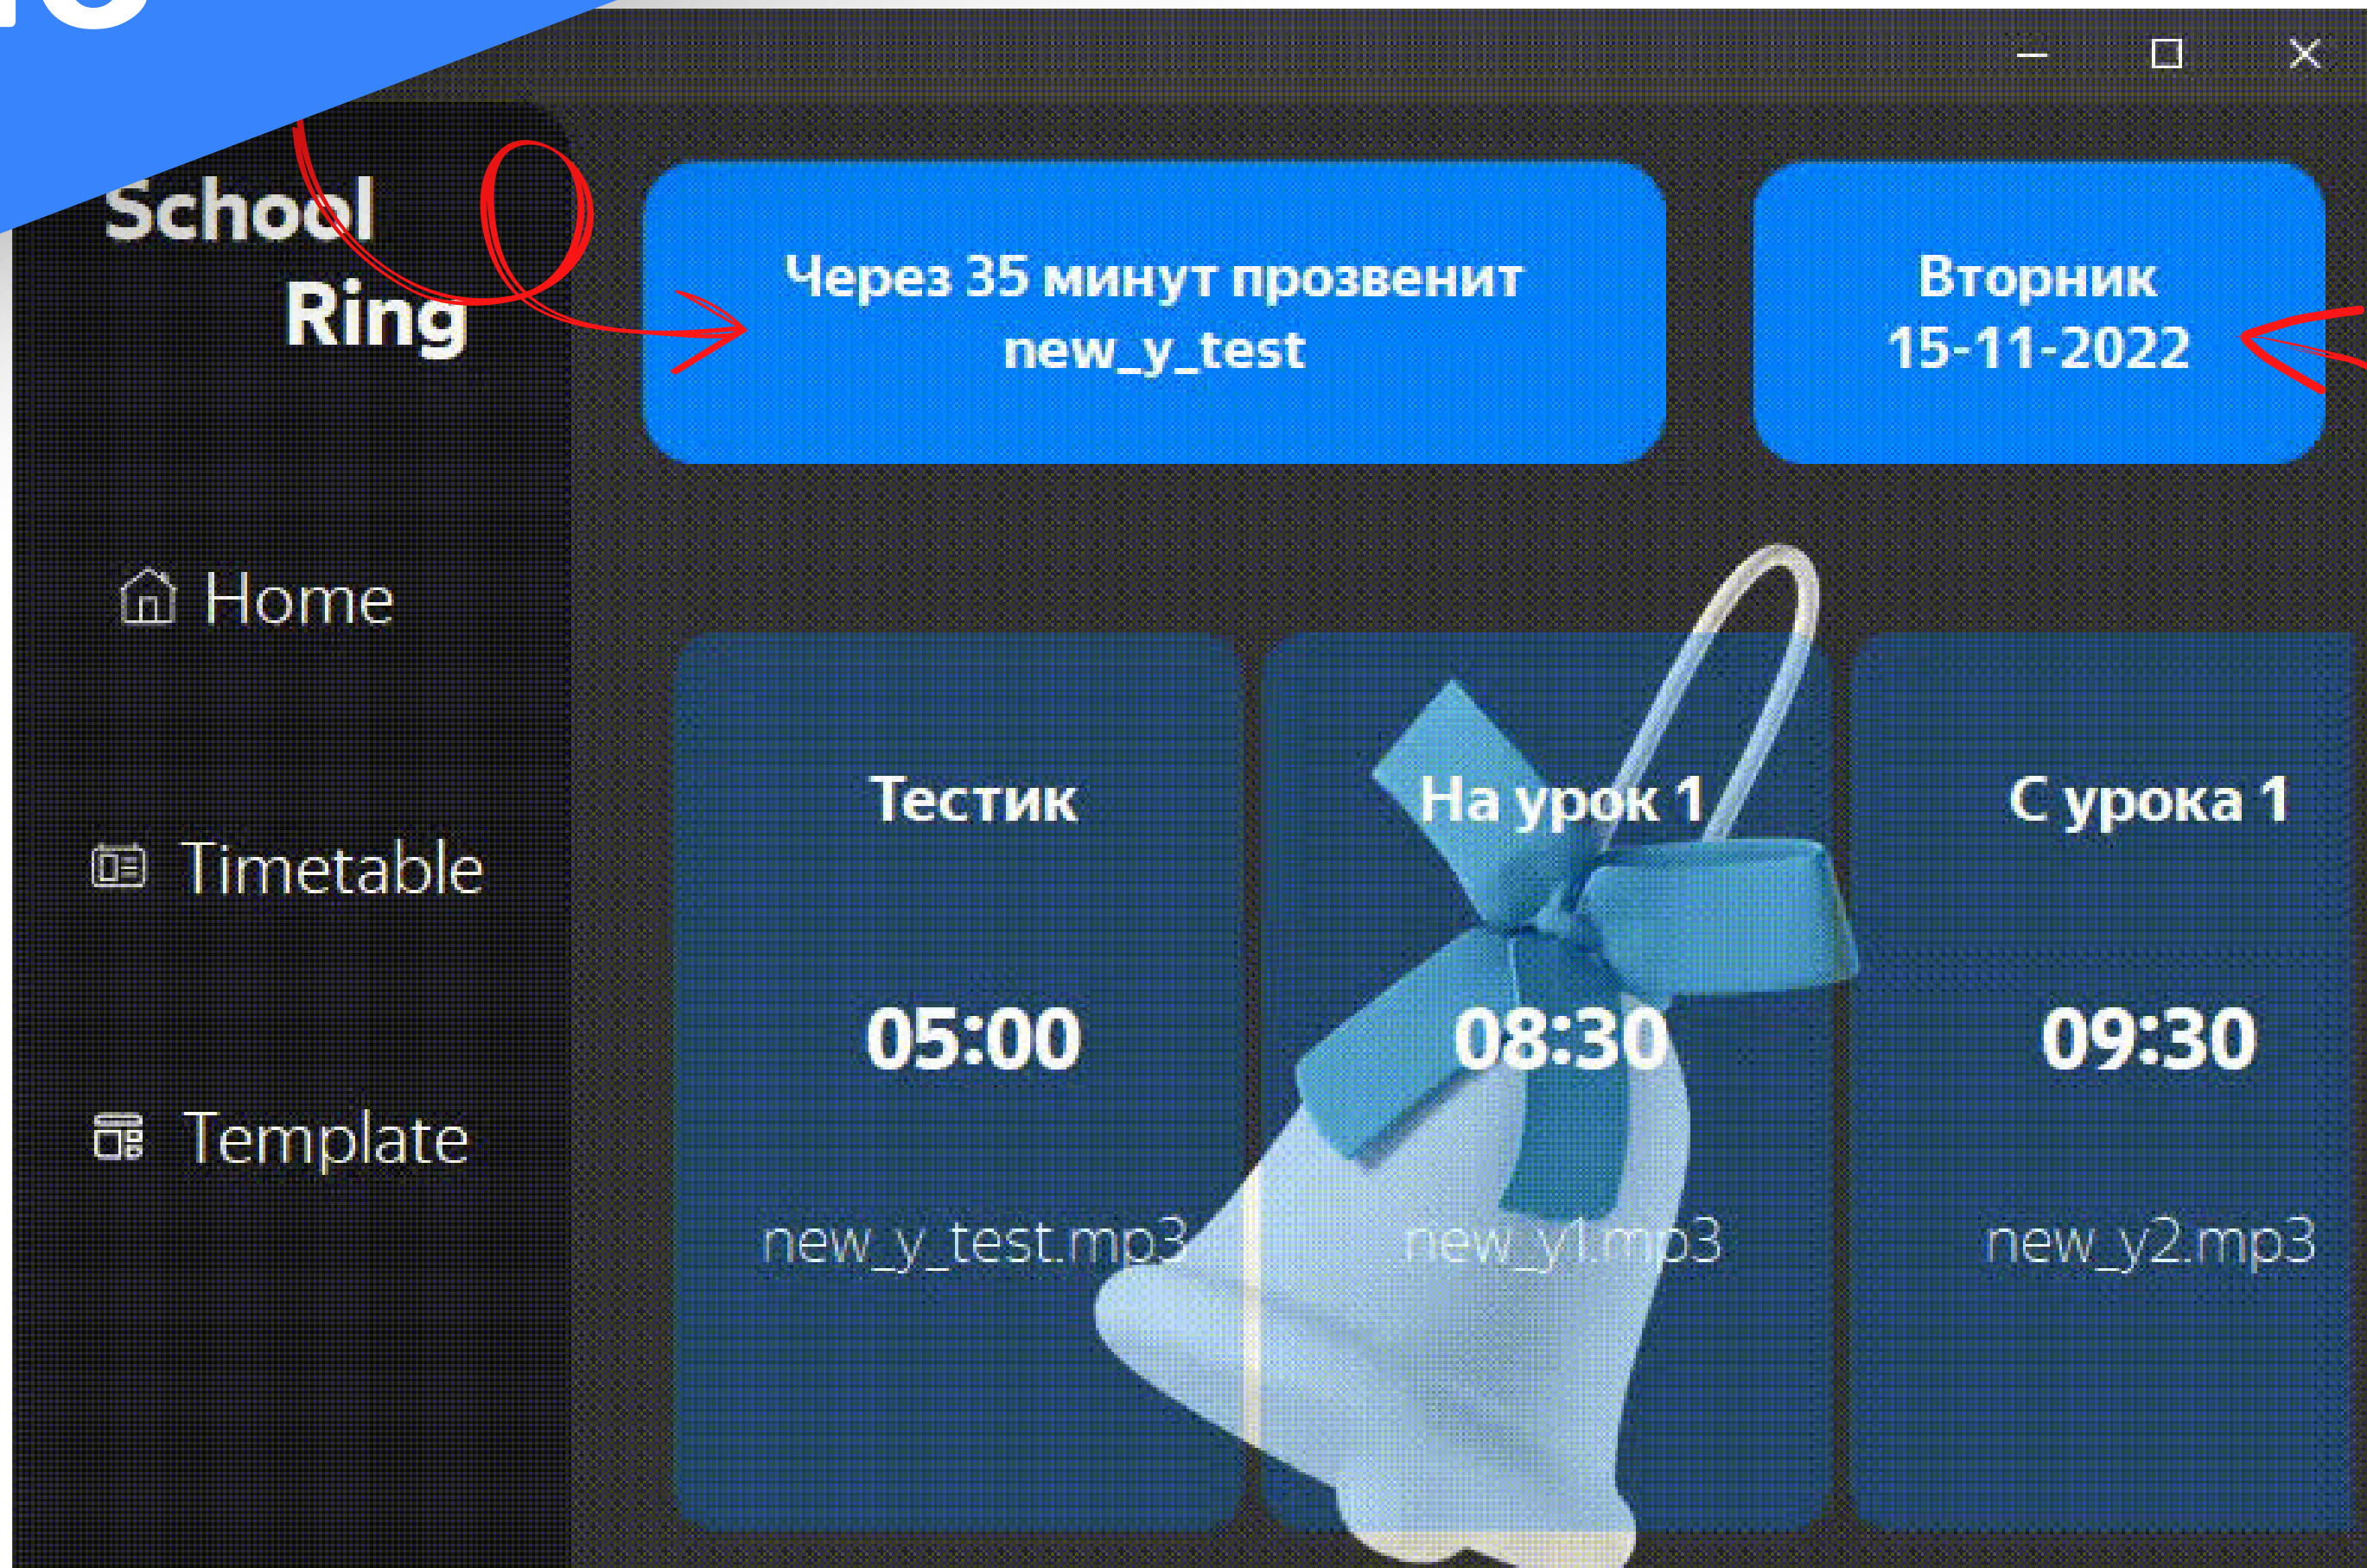 School
Ring
Через 35 минут прозвенит
new_y_test
Вторник
15-11-2022
Home
Timetable
Template
Тестик
05:00
new_y_test.mp3
На урок 1
08:30
new_y1.mp3
С урока 1
09:30
new_y2.mp3